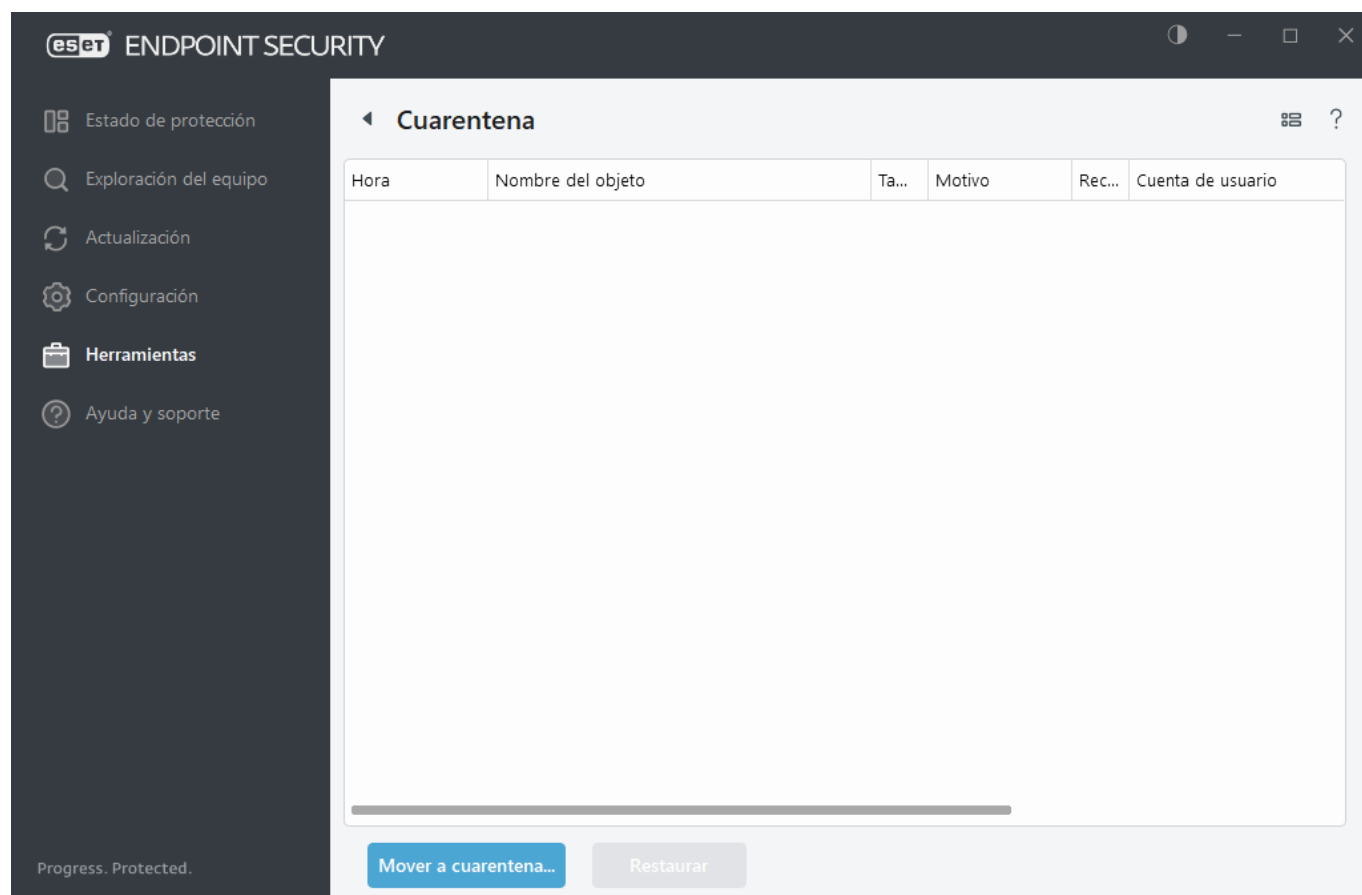 eset ENDPOINT SECURITY
Estado de protección
Exploración del equipo
Actualización
Configuración
Herramientas
Ayuda y soporte
Progress. Protected.
Cuarentena
?
Hora Nombre del objeto Ta... Motivo Rec... Cuenta de usuario
Mover a cuarentena... Restaurar